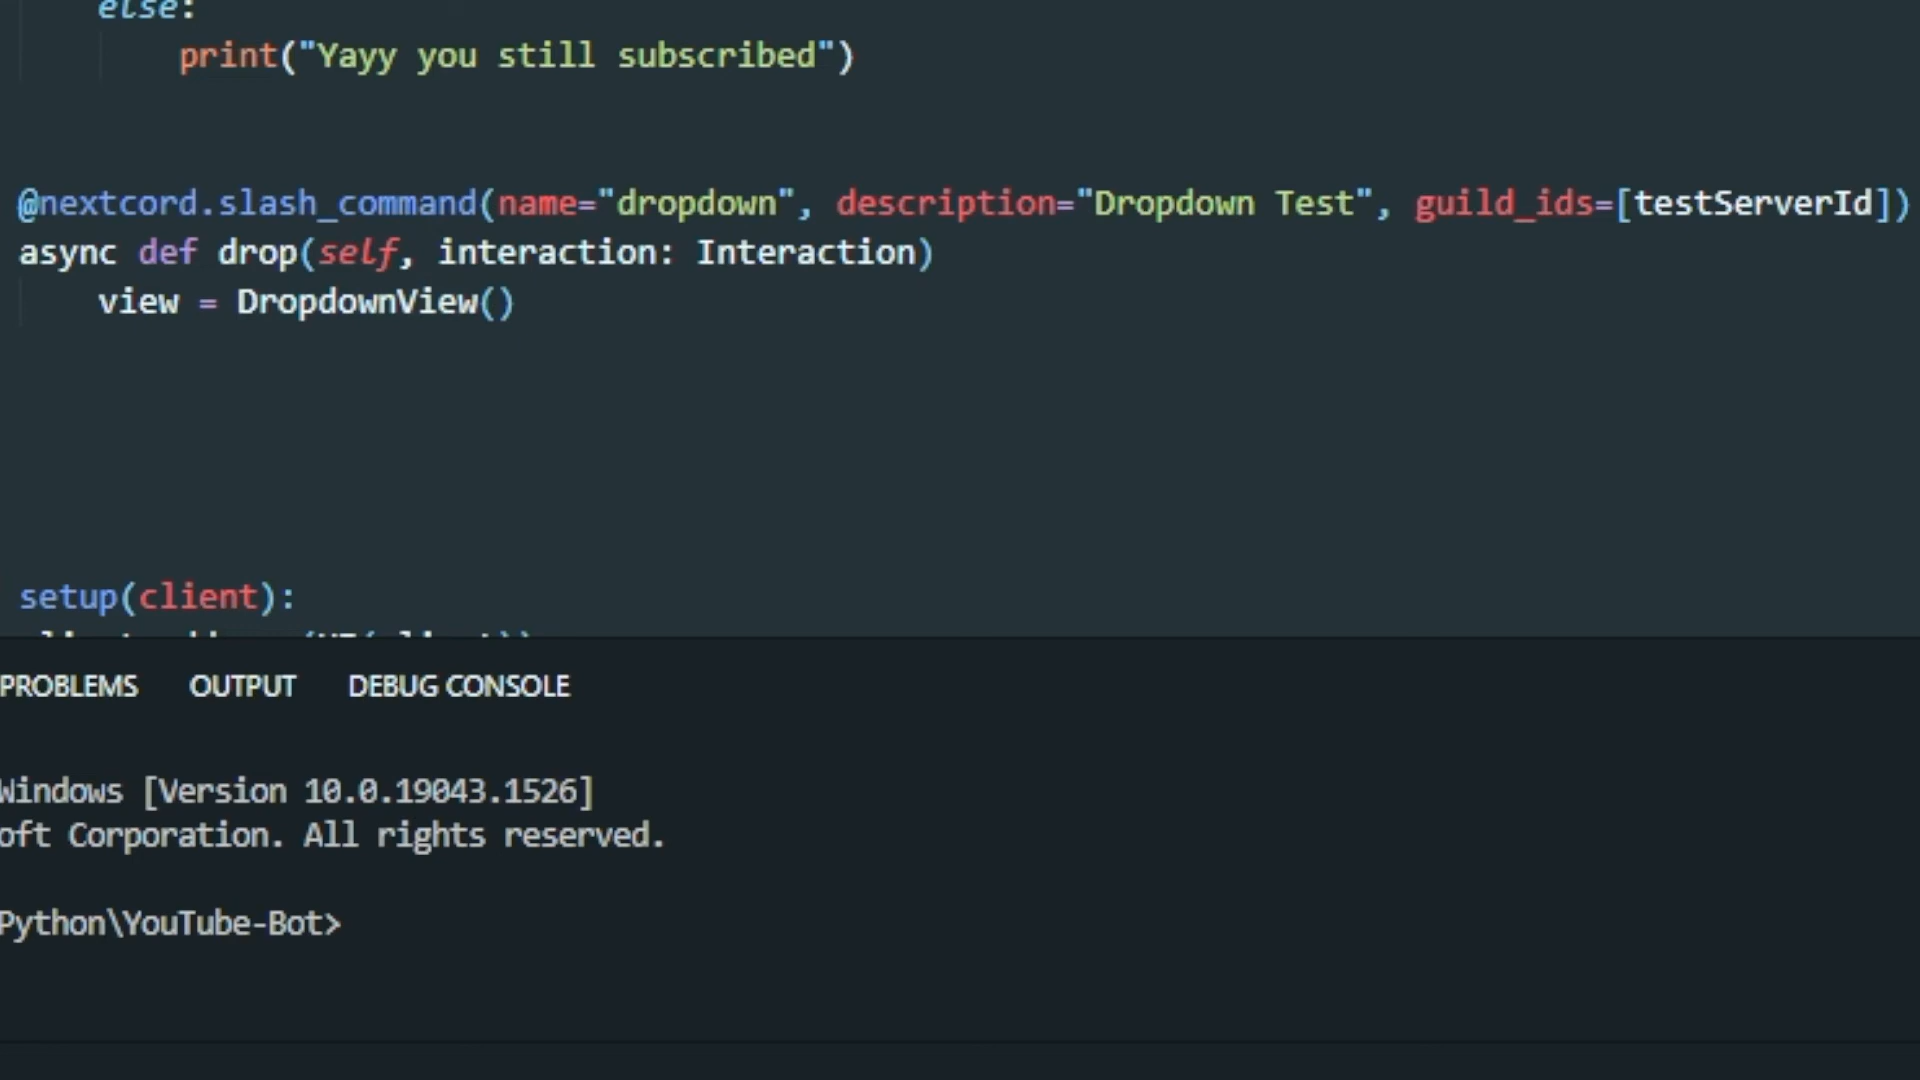 else:
print("Yayy you still subscribed")
@nextcord.slash_command(name="dropdown", description="Dropdown Test", guild_ids=[testServerId])
async def drop(self, interaction: Interaction)
view = DropdownView()
setup(client):
PROBLEMS OUTPUT DEBUG CONSOLE
Windows [Version 10.0.19043.1526]
oft Corporation. All rights reserved.
Python\YouTube-Bot>